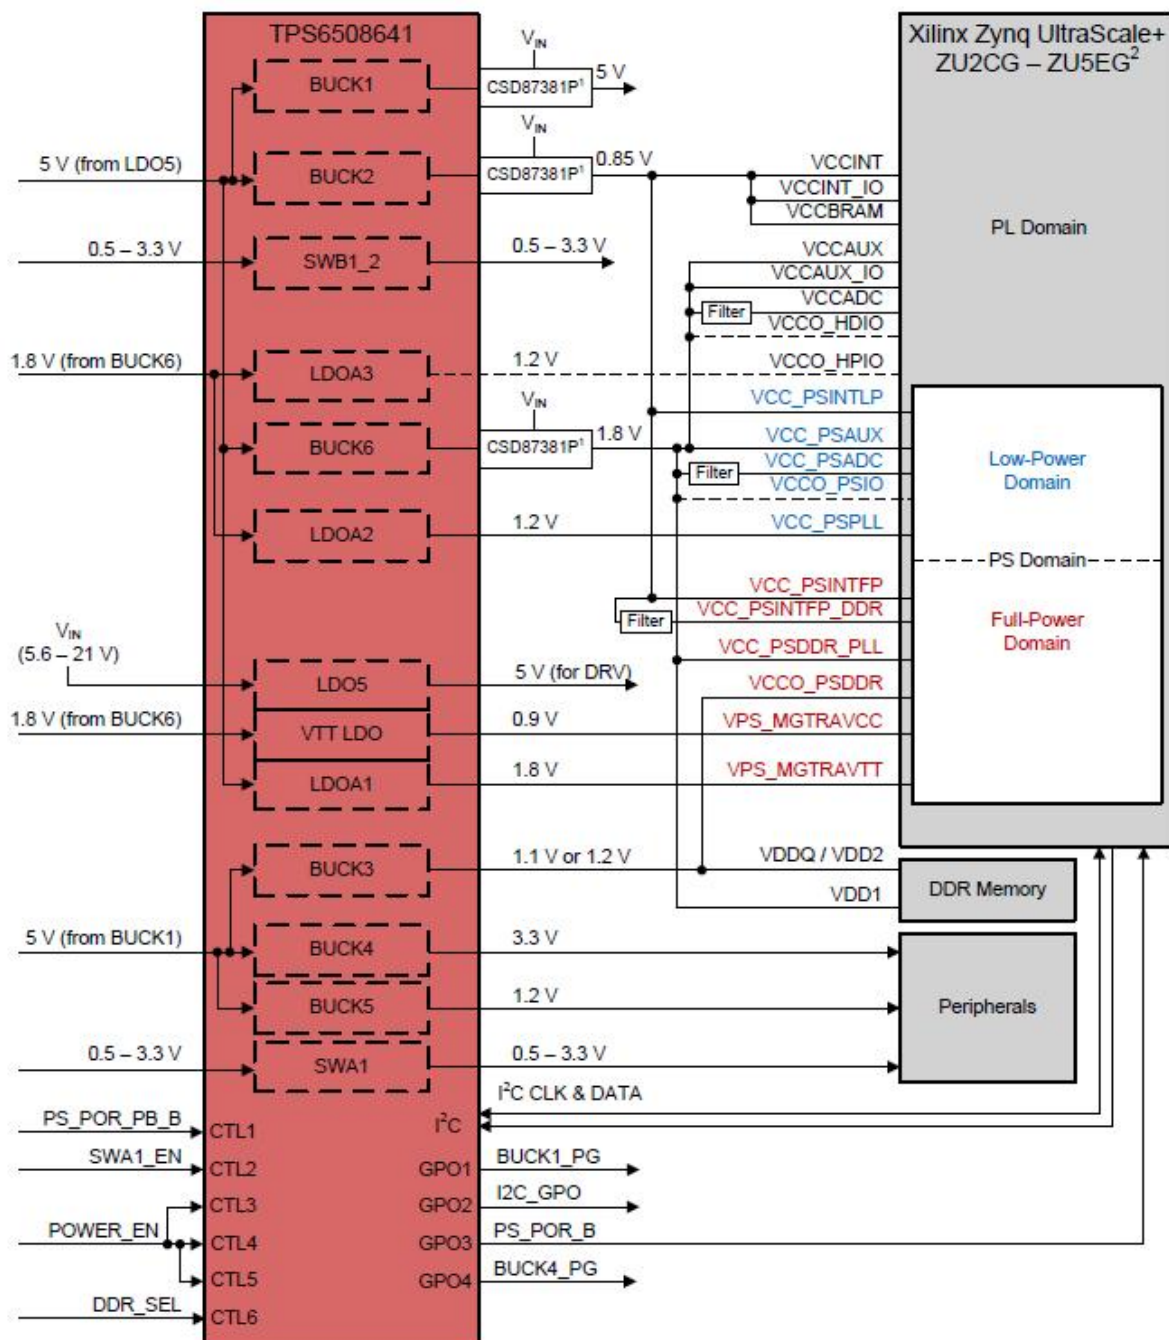 TPS6508641
Xilinx Zynq UltraScale+
ZU2CG – ZU5EG²
V_IN
BUCK1
CSD87381P¹
5 V
V_IN
5 V (from LDO5)
BUCK2
CSD87381P¹
0.85 V
VCCINT
VCCINT_IO
VCCBRAM
PL Domain
0.5 – 3.3 V
SWB1_2
0.5 – 3.3 V
VCCAUX
VCCAUX_IO
Filter
VCCADC
VCCO_HDIO
1.8 V (from BUCK6)
LDOA3
1.2 V
VCCO_HPIO
V_IN
VCC_PSINTLP
BUCK6
CSD87381P¹
1.8 V
VCC_PSAUX
Filter
VCC_PSADC
VCCO_PSIO
Low-Power
Domain
LDOA2
1.2 V
VCC_PSPLL
PS Domain
VCC_PSINTFP
Filter
VCC_PSINTFP_DDR
Full-Power
Domain
V_IN
(5.6 – 21 V)
VCC_PSDDR_PLL
LDO5
5 V (for DRV)
VCCO_PSDDR
1.8 V (from BUCK6)
VTT LDO
0.9 V
VPS_MGTRAVCC
LDOA1
1.8 V
VPS_MGTRAVTT
BUCK3
1.1 V or 1.2 V
VDDQ / VDD2
VDD1
DDR Memory
5 V (from BUCK1)
BUCK4
3.3 V
BUCK5
1.2 V
Peripherals
0.5 – 3.3 V
SWA1
0.5 – 3.3 V
I²C CLK & DATA
PS_POR_PB_B
CTL1
I²C
SWA1_EN
CTL2
GPO1
BUCK1_PG
CTL3
GPO2
I2C_GPO
POWER_EN
CTL4
GPO3
PS_POR_B
CTL5
GPO4
BUCK4_PG
DDR_SEL
CTL6